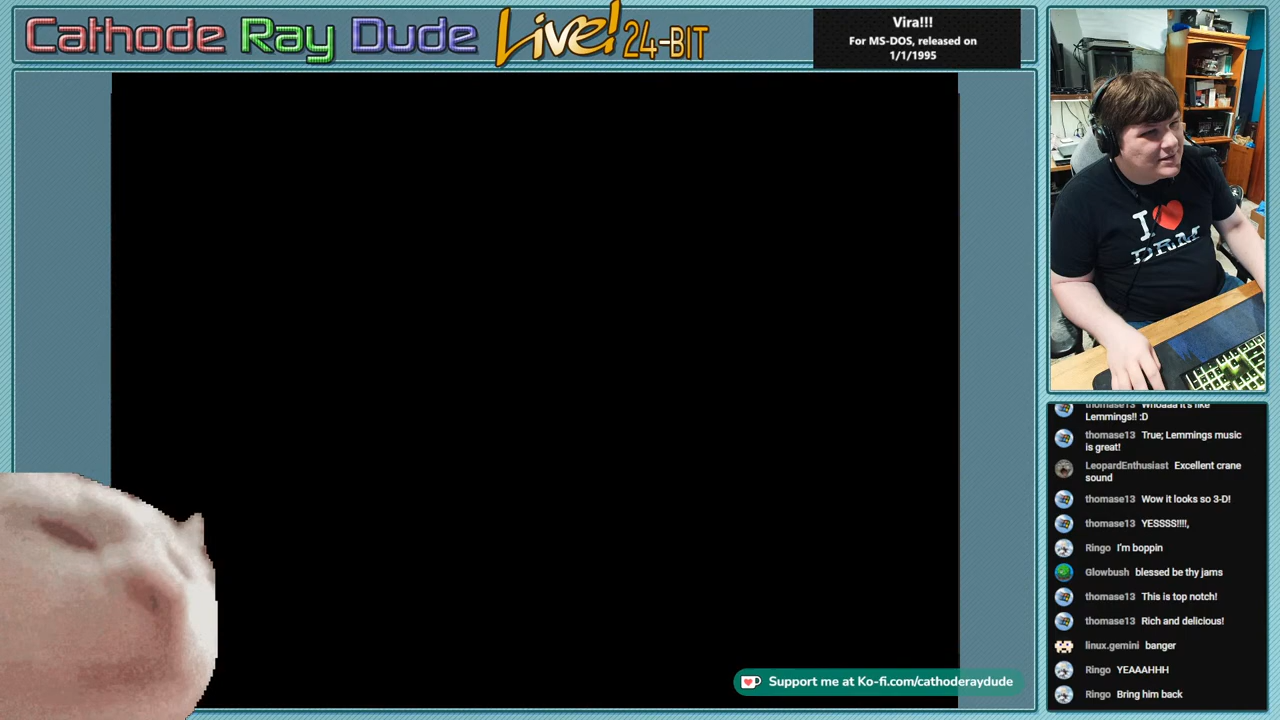 Cathode Ray Dude Live! 24-BIT
Vira!!!
For MS-DOS, released on
1/1/1995
I
DRM
thomase13 Whoaaa it's like
Lemmings!! :D
thomase13 True; Lemmings music
is great!
LeopardEnthusiast Excellent crane
sound
thomase13 Wow it looks so 3-D!
thomase13 YESSSS!!!!,
Ringo I'm boppin
Glowbush blessed be thy jams
thomase13 This is top notch!
thomase13 Rich and delicious!
linux.gemini banger
Ringo YEAAAHHH
Ringo Bring him back
Support me at Ko-fi.com/cathoderaydude